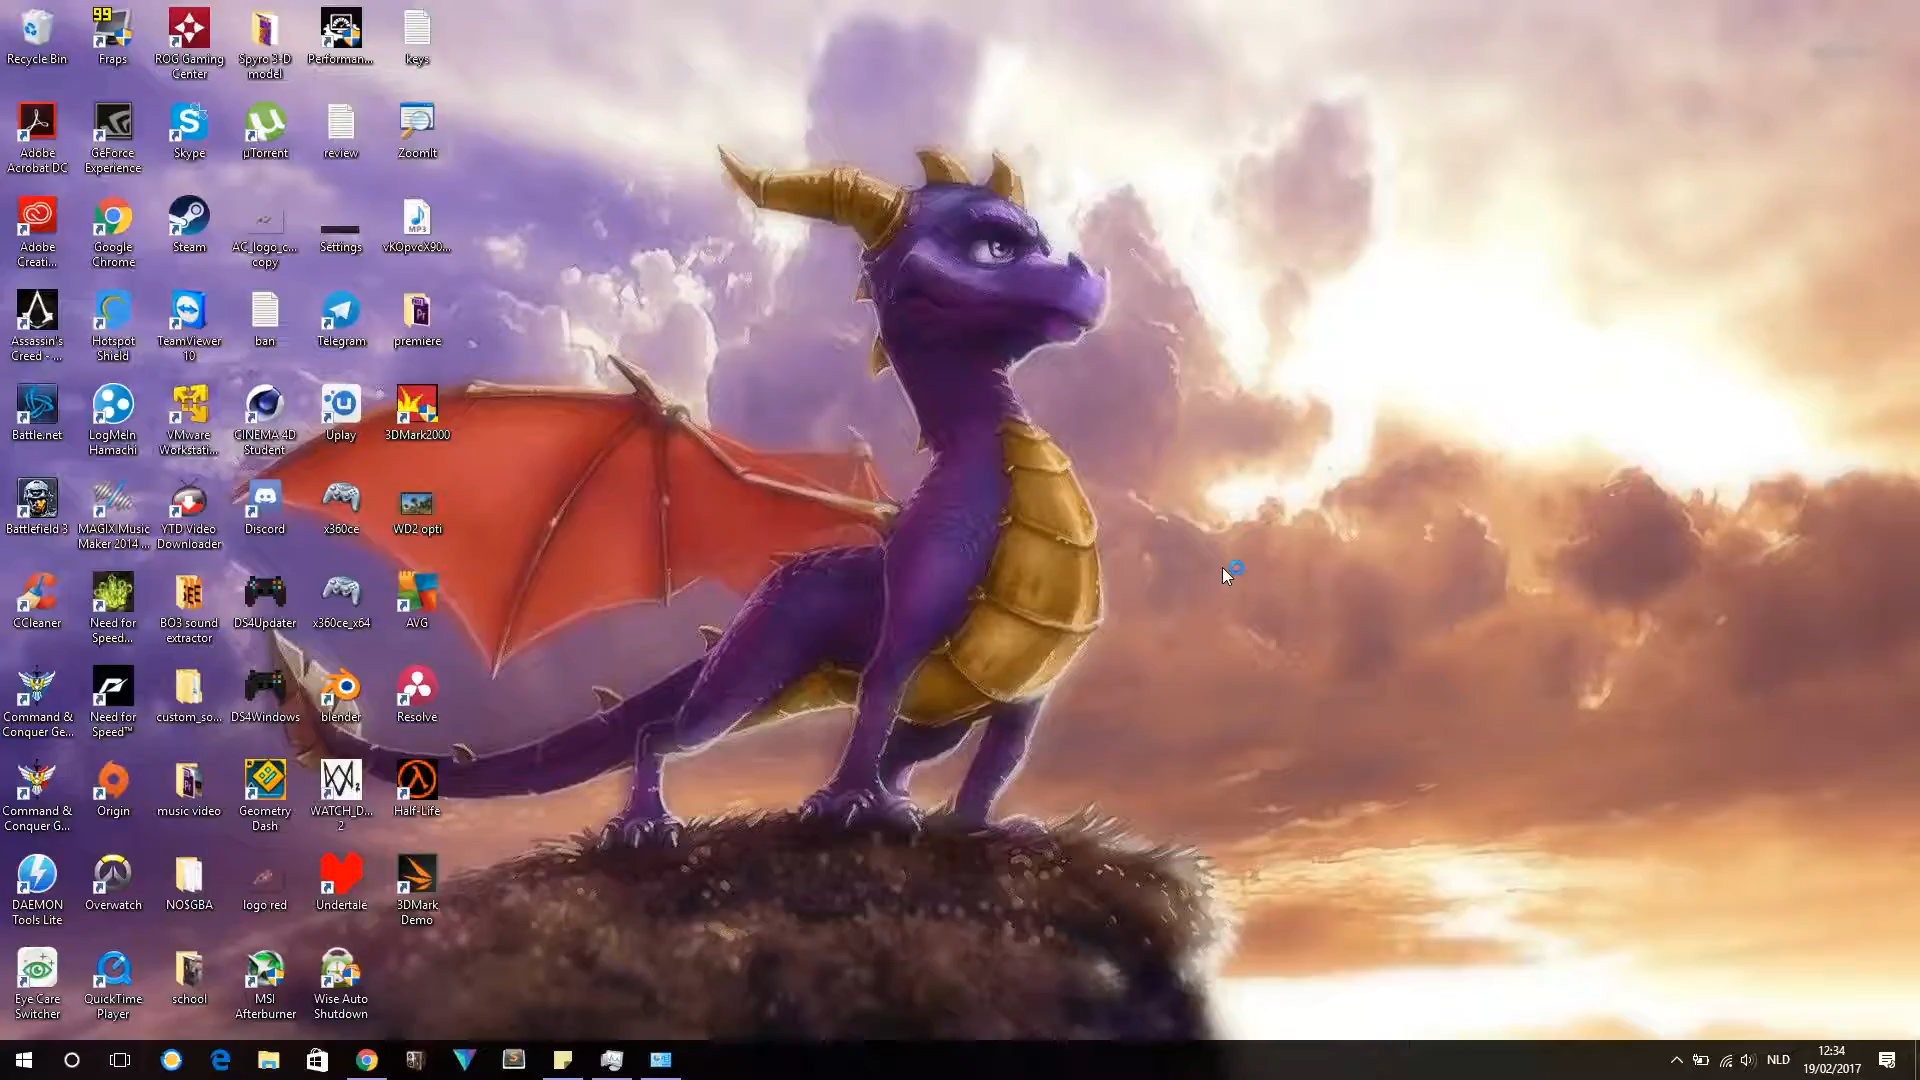 99
Recycle Bin
Fraps
ROG Gaming
Center
Spyro 3-D
model
Performan...
keys
Adobe
Acrobat DC
GeForce
Experience
Skype
µTorrent
review
ZoomIt
Adobe
Creati...
Google
Chrome
Steam
AC_logo_c...
copy
Settings
MP3
vKOpvcX90...
Assassin's
Creed - ...
Hotspot
Shield
TeamViewer
10
ban
Telegram
Pr
premiere
Battle.net
LogMeIn
Hamachi
VMware
Workstati...
CINEMA 4D
Student
Uplay
3DMark2000
Battlefield 3
MAGIX Music
Maker 2014 ...
YTD Video
Downloader
Discord
x360ce
WD2 opti
CCleaner
Need for
Speed...
BO3 sound
extractor
DS4Updater
x360ce_x64
AVG
Command &
Conquer Ge...
Need for
Speed™
custom_so...
DS4Windows
blender
Resolve
Command &
Conquer G...
Origin
music video
Geometry
Dash
WATCH_D...
2
Half-Life
DAEMON
Tools Lite
Overwatch
NO$GBA
logo red
Undertale
3DMark
Demo
Eye Care
Switcher
QuickTime
Player
school
MSI
Afterburner
Wise Auto
Shutdown
NLD
12:34
19/02/2017